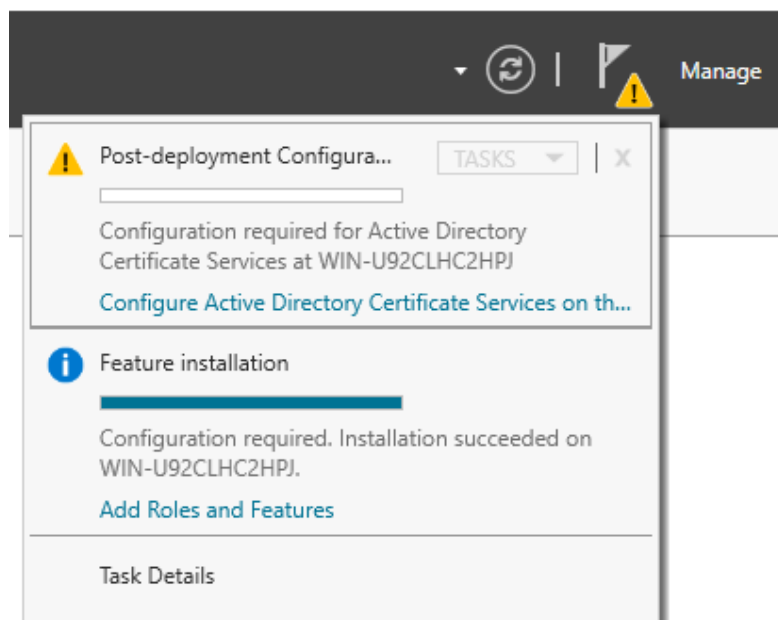 Manage
Post-deployment Configura...
TASKS
X
Configuration required for Active Directory
Certificate Services at WIN-U92CLHC2HPJ
Configure Active Directory Certificate Services on th...
Feature installation
Configuration required. Installation succeeded on
WIN-U92CLHC2HPJ.
Add Roles and Features
Task Details